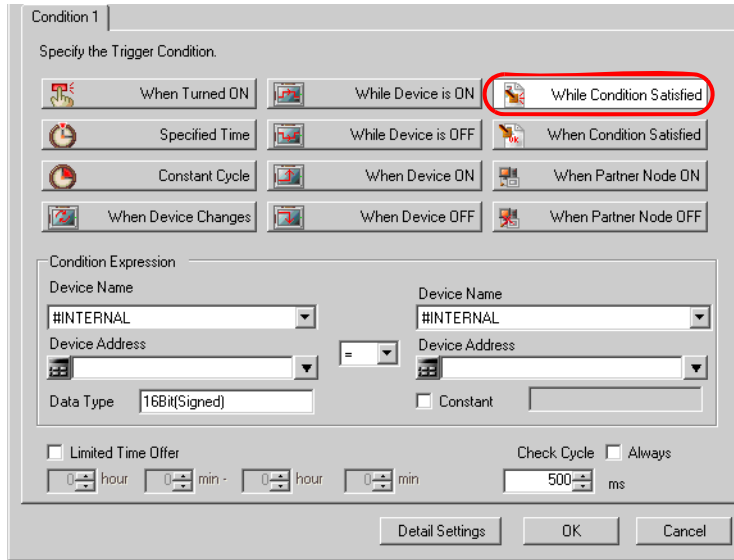 Condition 1
Specify the Trigger Condition.
When Turned ON While Device is ON While Condition Satisfied
Specified Time While Device is OFF When Condition Satisfied
Constant Cycle When Device ON When Partner Node ON
When Device Changes When Device OFF When Partner Node OFF
Condition Expression
Device Name Device Name
#INTERNAL #INTERNAL
Device Address = Device Address
Data Type 16Bit(Signed) Constant
Limited Time Offer Check Cycle Always
0 hour 0 min - 0 hour 0 min 500 ms
Detail Settings OK Cancel